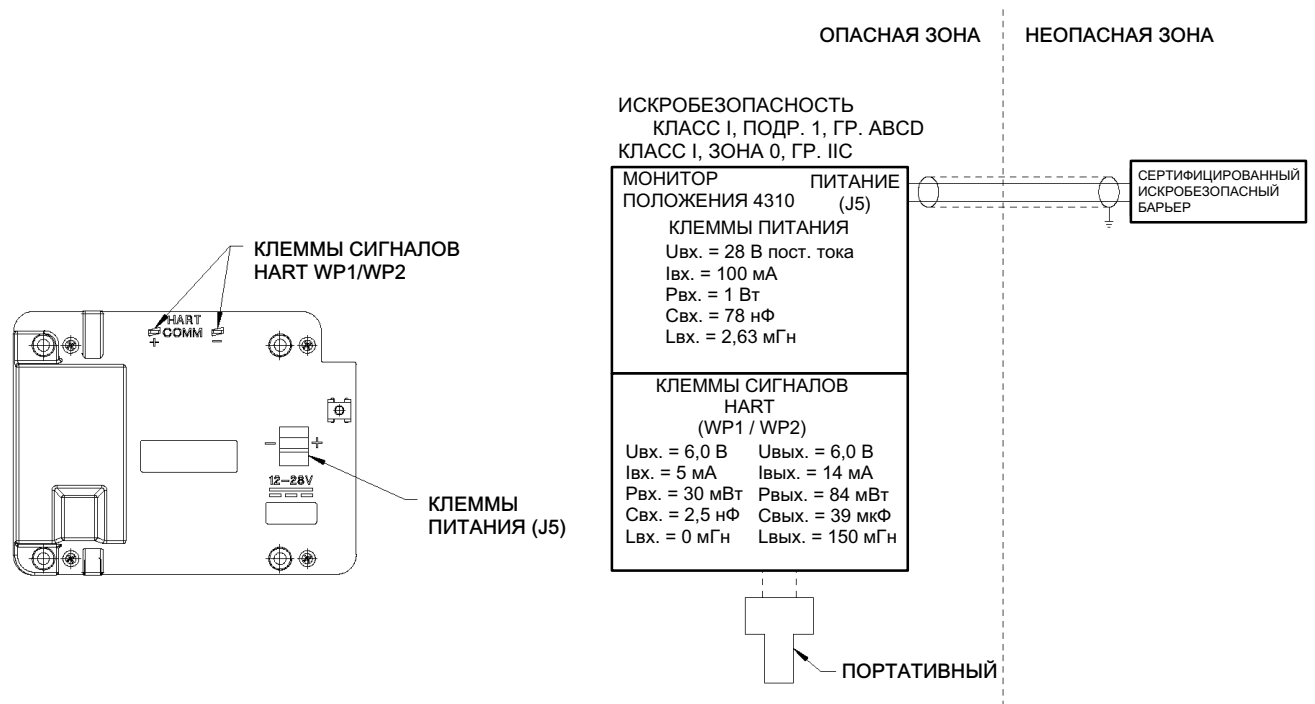 ОПАСНАЯ ЗОНА
НЕОПАСНАЯ ЗОНА
ИСКРОБЕЗОПАСНОСТЬ
КЛАСС I, ПОДР. 1, ГР. ABCD
КЛАСС I, ЗОНА 0, ГР. IIC
МОНИТОР
ПОЛОЖЕНИЯ 4310
ПИТАНИЕ
(J5)
КЛЕММЫ ПИТАНИЯ
Uвх. = 28 В пост. тока
Iвх. = 100 мА
Pвх. = 1 Вт
Cвх. = 78 нФ
Lвх. = 2,63 мГн
СЕРТИФИЦИРОВАННЫЙ
ИСКРОБЕЗОПАСНЫЙ
БАРЬЕР
КЛЕММЫ СИГНАЛОВ
HART
(WP1 / WP2)
Uвх. = 6,0 В Uвых. = 6,0 В
Iвх. = 5 мА Iвых. = 14 мА
Pвх. = 30 мВт Pвых. = 84 мВт
Cвх. = 2,5 нФ Cвых. = 39 мкФ
Lвх. = 0 мГн Lвых. = 150 мГн
ПОРТАТИВНЫЙ
КЛЕММЫ СИГНАЛОВ
HART WP1/WP2
HART
COMM
+ −
− +
12–28V
КЛЕММЫ
ПИТАНИЯ (J5)